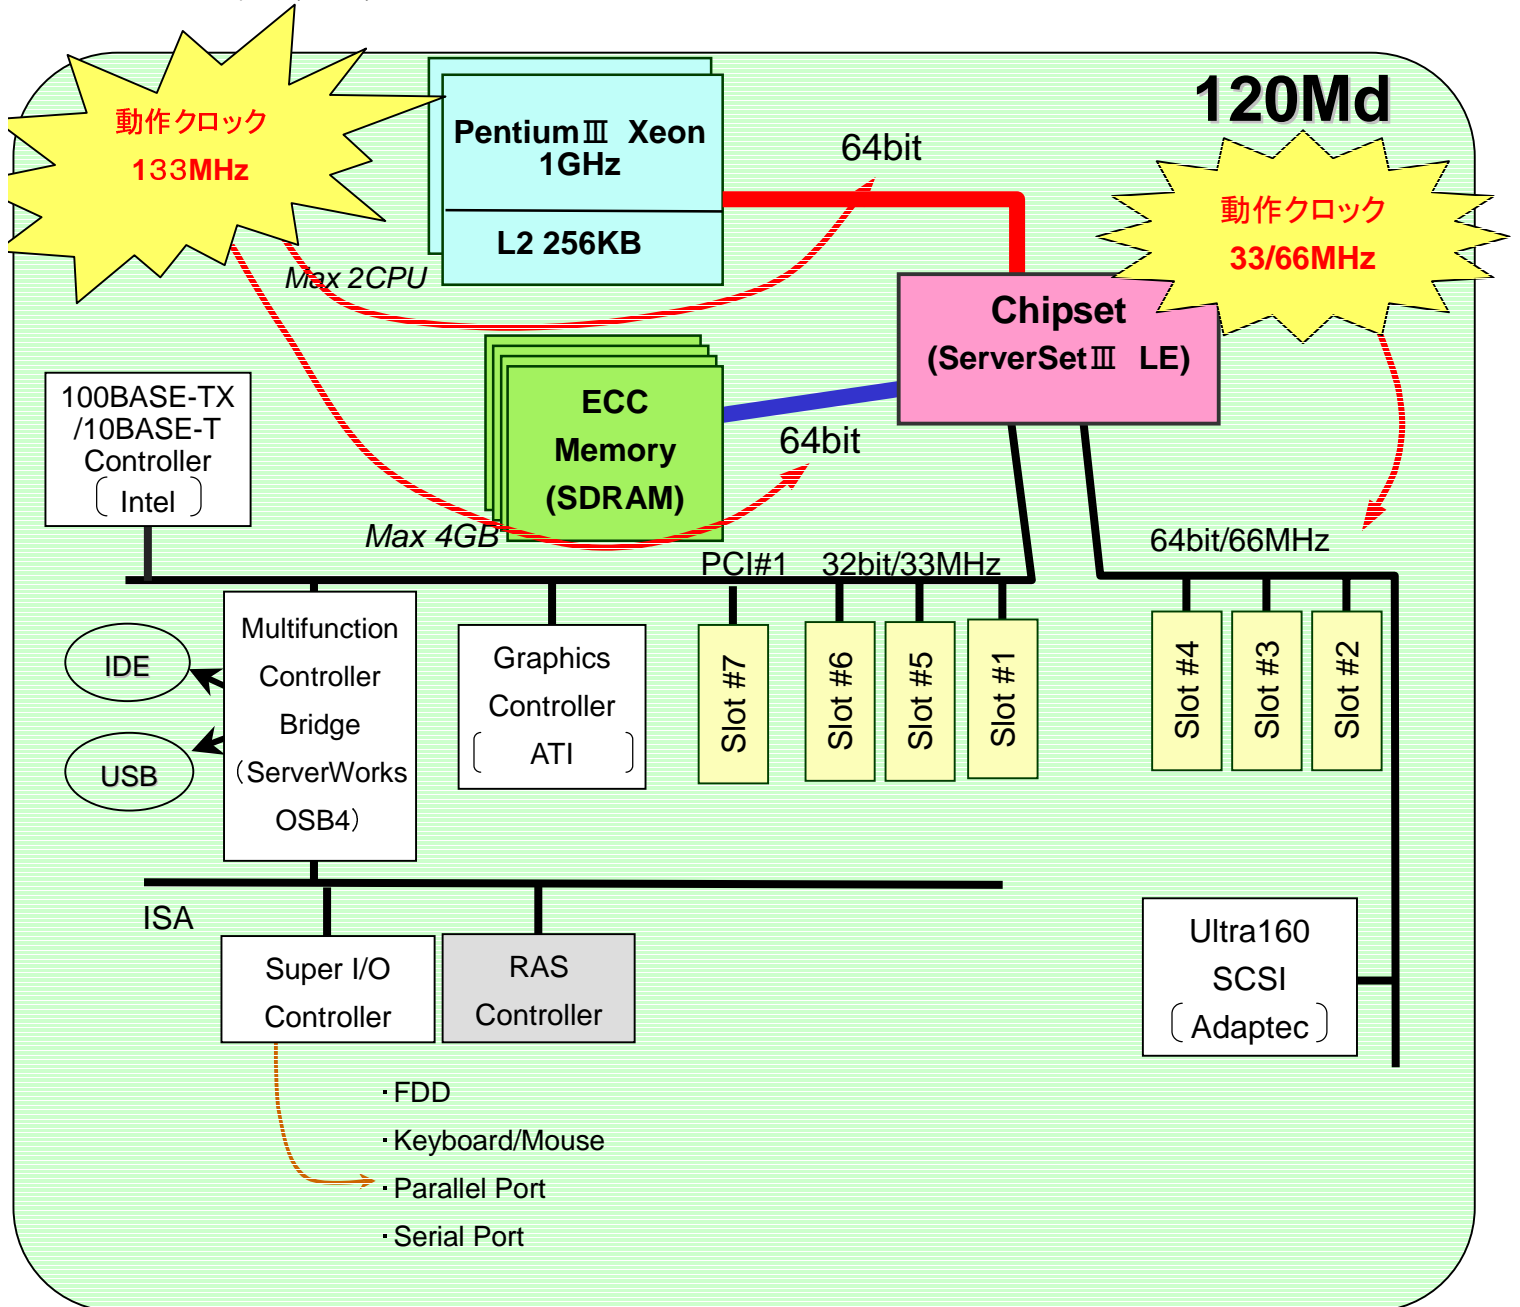 120Md
動作クロック
133MHz
PentiumⅢ Xeon
1GHz
L2 256KB
Max 2CPU
64bit
動作クロック
33/66MHz
Chipset
(ServerSetⅢ LE)
ECC
Memory
(SDRAM)
Max 4GB
64bit
100BASE-TX
/10BASE-T
Controller
〔 Intel 〕
PCI#1 32bit/33MHz
64bit/66MHz
IDE
USB
Multifunction
Controller
Bridge
（ServerWorks
OSB4）
Graphics
Controller
〔 ATI 〕
Slot #7
Slot #6
Slot #5
Slot #1
Slot #4
Slot #3
Slot #2
ISA
Super I/O
Controller
RAS
Controller
Ultra160
SCSI
〔 Adaptec 〕
・FDD
・Keyboard/Mouse
・Parallel Port
・Serial Port